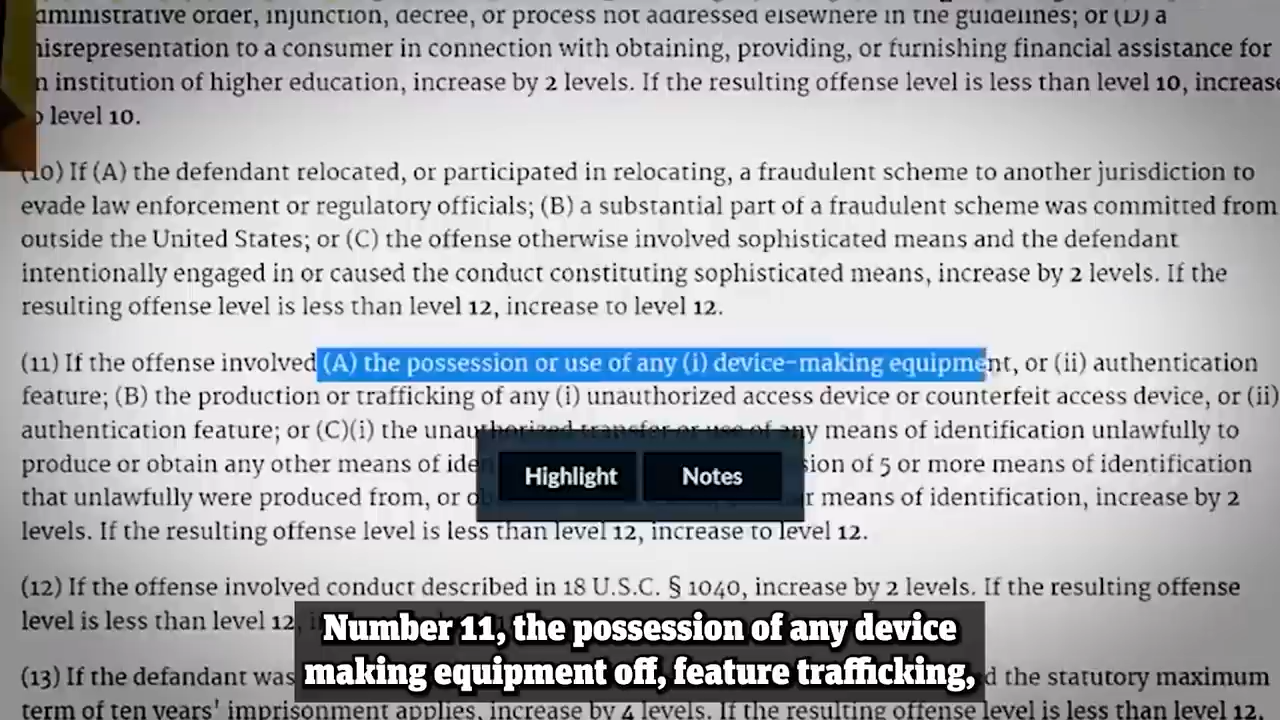 administrative order, injunction, decree, or process not addressed elsewhere in the guidelines; or (D) a
misrepresentation to a consumer in connection with obtaining, providing, or furnishing financial assistance for
n institution of higher education, increase by 2 levels. If the resulting offense level is less than level 10, increase
o level 10.
(10) If (A) the defendant relocated, or participated in relocating, a fraudulent scheme to another jurisdiction to
evade law enforcement or regulatory officials; (B) a substantial part of a fraudulent scheme was committed from
outside the United States; or (C) the offense otherwise involved sophisticated means and the defendant
intentionally engaged in or caused the conduct constituting sophisticated means, increase by 2 levels. If the
resulting offense level is less than level 12, increase to level 12.
(11) If the offense involved (A) the possession or use of any (i) device-making equipment, or (ii) authentication
feature; (B) the production or trafficking of any (i) unauthorized access device or counterfeit access device, or (ii)
authentication feature; or (C)(i) the unauthorized transfer or use of any means of identification unlawfully to
produce or obtain any other means of iden sion of 5 or more means of identification
that unlawfully were produced from, or o r means of identification, increase by 2
Highlight Notes
levels. If the resulting offense level is less than level 12, increase to level 12.
(12) If the offense involved conduct described in 18 U.S.C. § 1040, increase by 2 levels. If the resulting offense
level is less than level 12,
(13) If the defandant was d the statutory maximum
term of ten years' imprisonment applies, increase by 4 levels. If the resulting offense level is less than level 12,
Number 11, the possession of any device
making equipment off, feature trafficking,